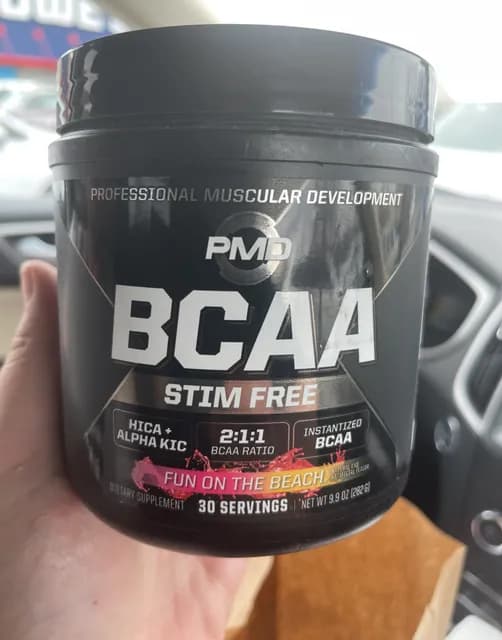 PROFESSIONAL MUSCULAR DEVELOPMENT
PMD
BCAA
STIM FREE
HICA +
ALPHA KIC
2:1:1
BCAA RATIO
INSTANTIZED
BCAA
FUN ON THE BEACH
DIETARY SUPPLEMENT
30 SERVINGS
NET WT 9.9 OZ (282G)